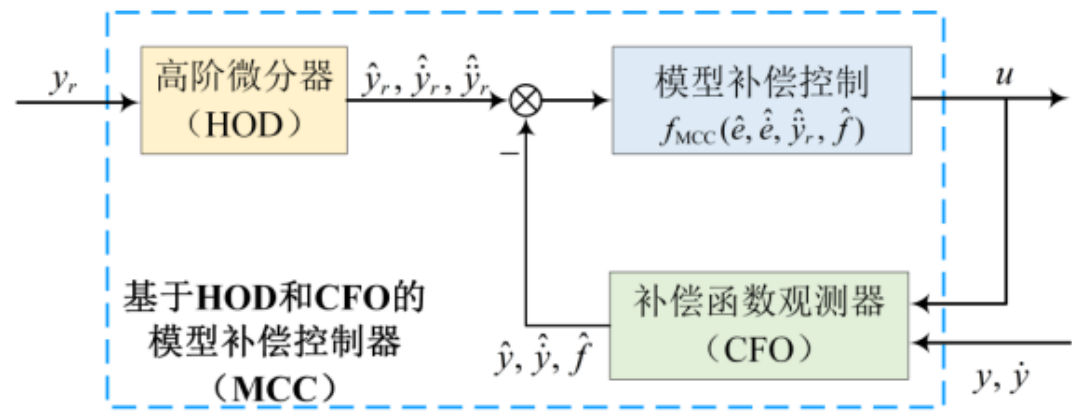 y_r
高阶微分器
（HOD）
ŷ_r, ŷ̇_r, ŷ̈_r
−
模型补偿控制
f_MCC(ê, ê̇, ŷ̈_r, f̂)
u
补偿函数观测器
（CFO）
ŷ, ŷ̇, f̂
y, ẏ
基于HOD和CFO的
模型补偿控制器
（MCC）